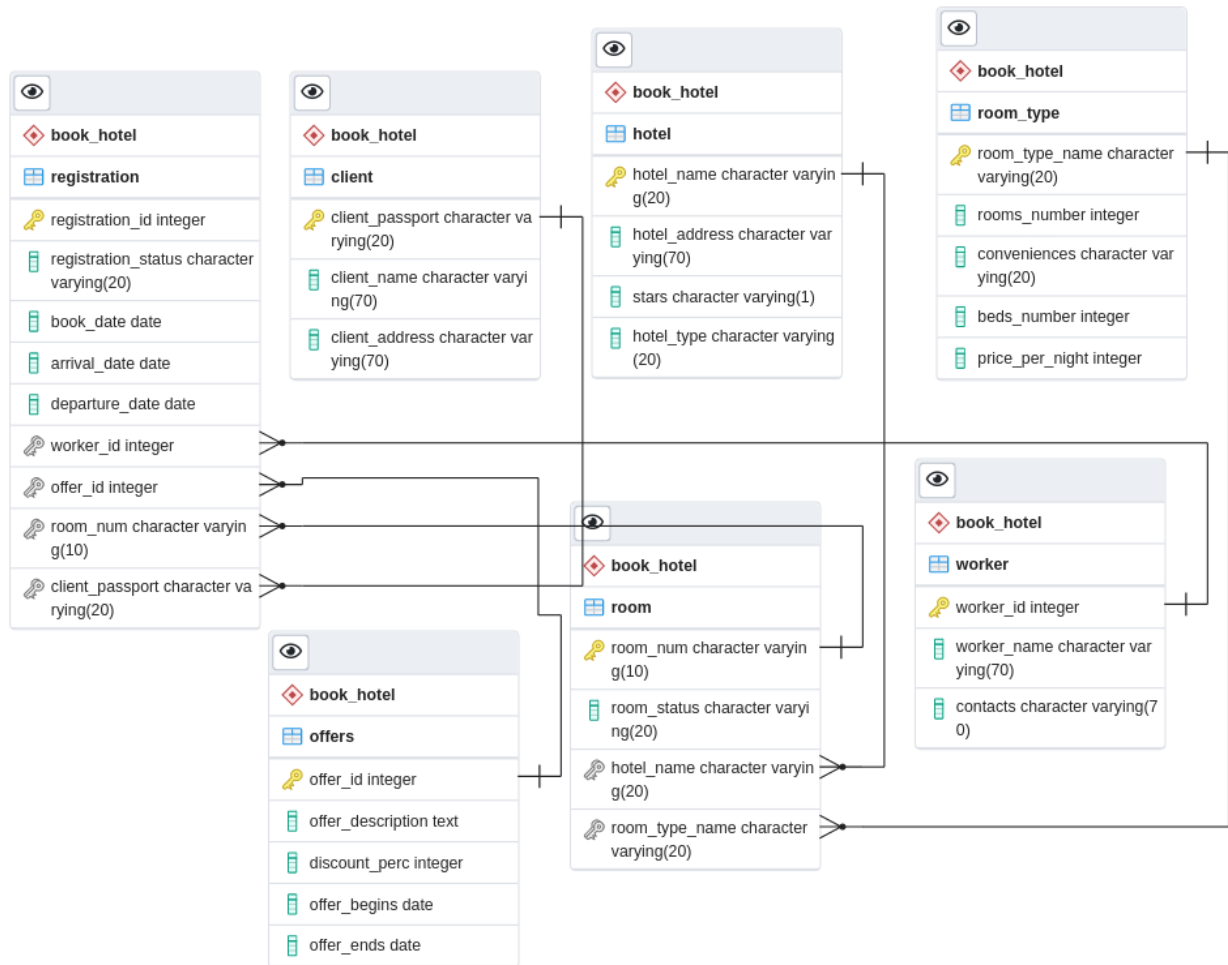 book_hotel
registration
registration_id integer
registration_status character
varying(20)
book_date date
arrival_date date
departure_date date
worker_id integer
offer_id integer
room_num character varyin
g(10)
client_passport character va
rying(20)
book_hotel
client
client_passport character va
rying(20)
client_name character varyi
ng(70)
client_address character var
ying(70)
book_hotel
hotel
hotel_name character varyin
g(20)
hotel_address character var
ying(70)
stars character varying(1)
hotel_type character varying
(20)
book_hotel
room_type
room_type_name character
varying(20)
rooms_number integer
conveniences character var
ying(20)
beds_number integer
price_per_night integer
book_hotel
offers
offer_id integer
offer_description text
discount_perc integer
offer_begins date
offer_ends date
book_hotel
room
room_num character varyin
g(10)
room_status character varyi
ng(20)
hotel_name character varyin
g(20)
room_type_name character
varying(20)
book_hotel
worker
worker_id integer
worker_name character var
ying(70)
contacts character varying(7
0)